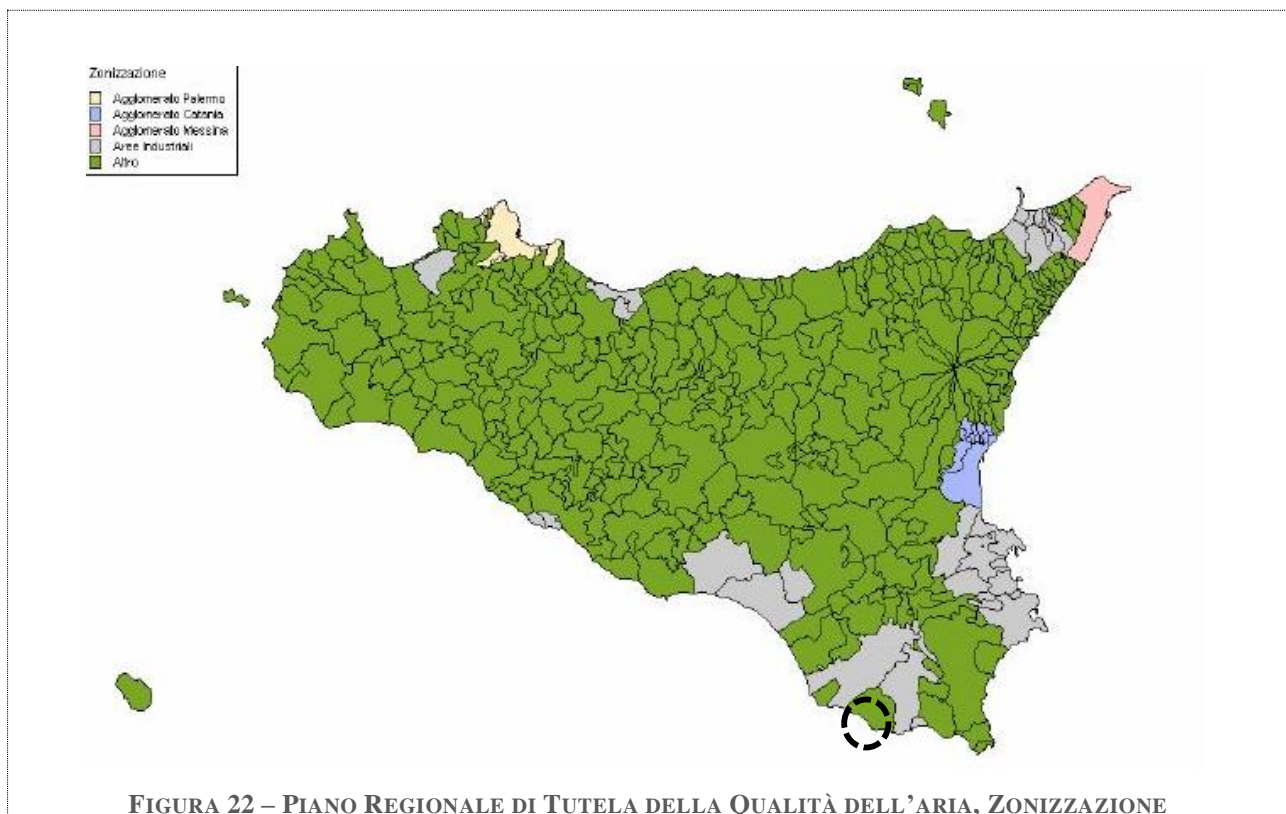 Zonizzazione
Agglomerato Palermo
Agglomerato Catania
Agglomerato Messina
Aree Industriali
Altro
FIGURA 22 – PIANO REGIONALE DI TUTELA DELLA QUALITÀ DELL'ARIA, ZONIZZAZIONE